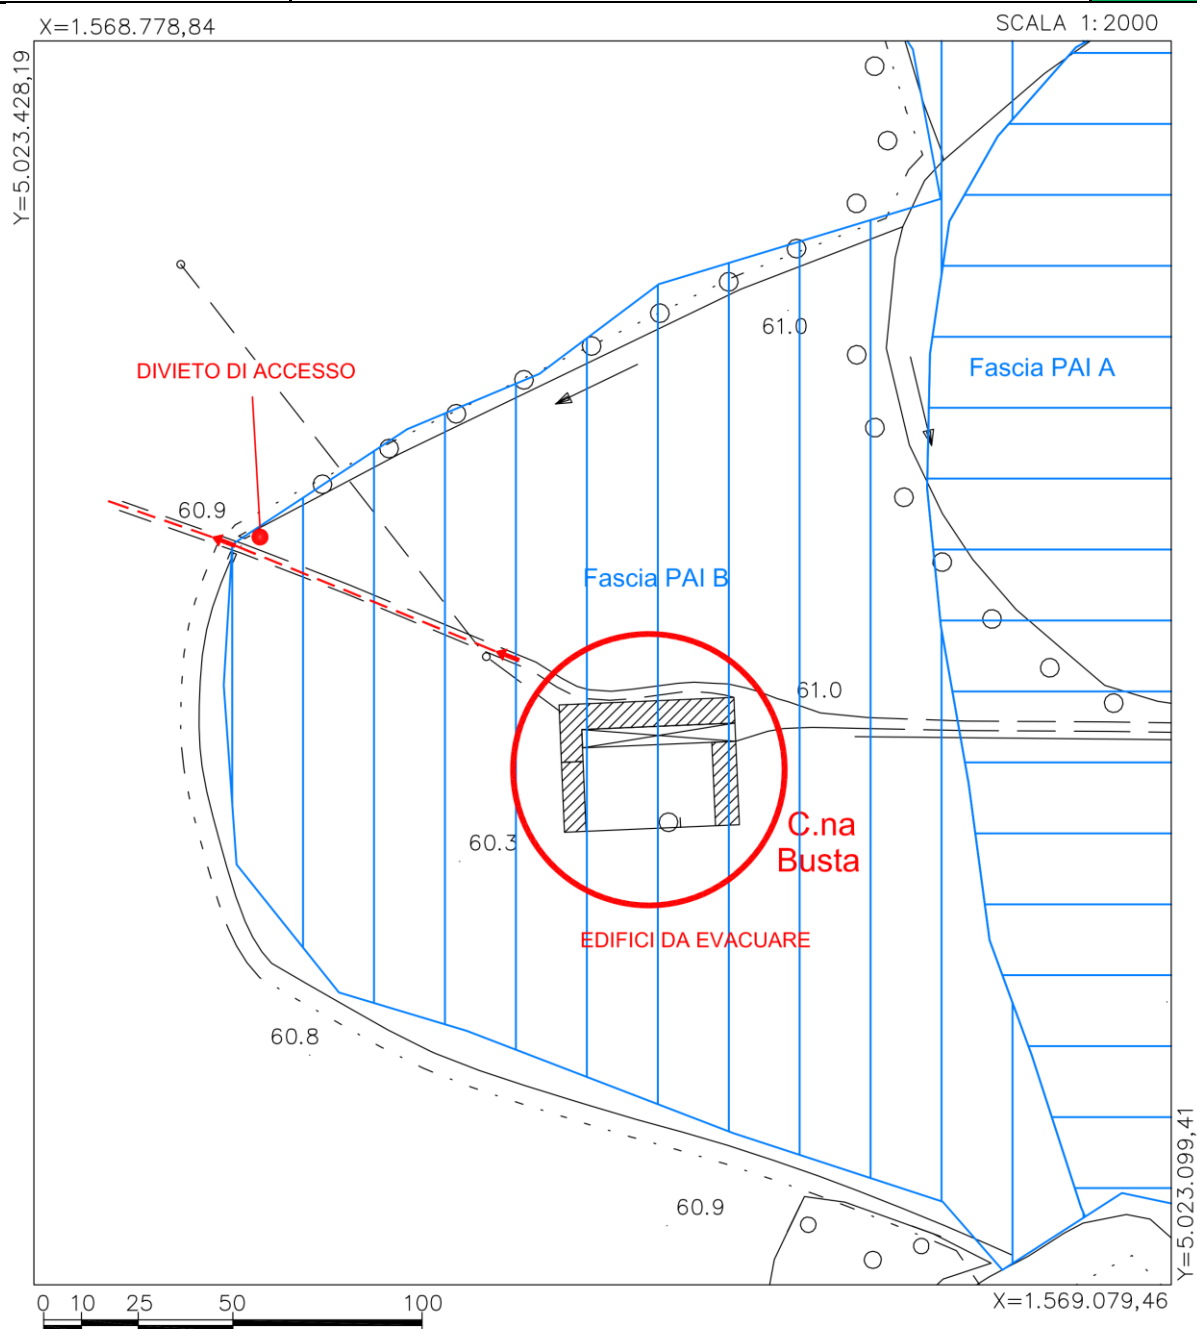 X=1.568.778,84
SCALA 1:2000
Y=5.023.428,19
61.0
Fascia PAI A
DIVIETO DI ACCESSO
60.9
Fascia PAI B
61.0
C.na
Busta
60.3
EDIFICI DA EVACUARE
60.8
60.9
Y=5.023.099,41
X=1.569.079,46
0 10 25 50 100